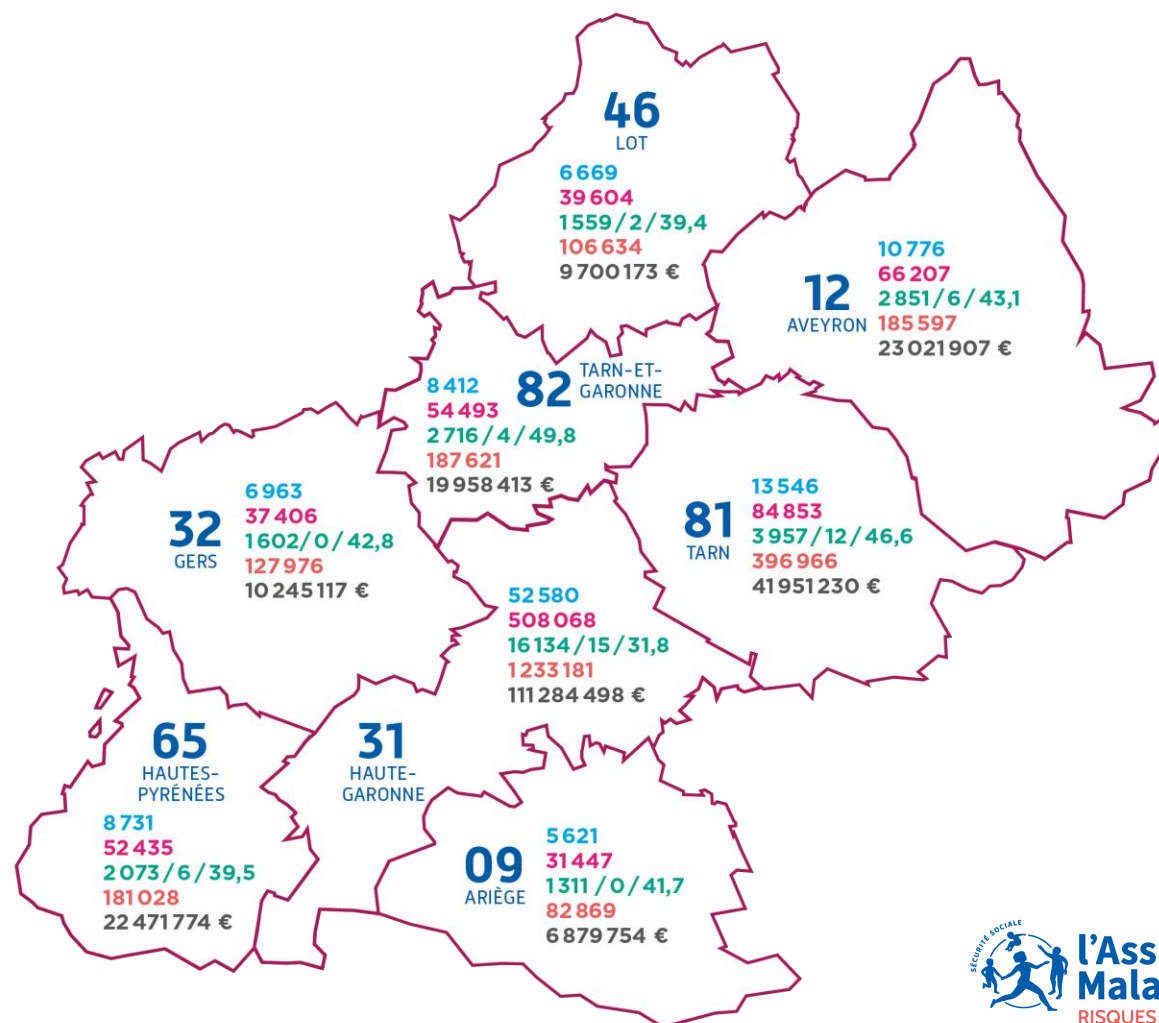 46
LOT
6 669
39 604
1 559 / 2 / 39,4
106 634
9 700 173 €
12
AVEYRON
10 776
66 207
2 851 / 6 / 43,1
185 597
23 021 907 €
82
TARN-ET-
GARONNE
8 412
54 493
2 716 / 4 / 49,8
187 621
19 958 413 €
32
GERS
6 963
37 406
1 602/ 0 / 42,8
127 976
10 245 117 €
81
TARN
13 546
84 853
3 957 / 12 / 46,6
396 966
41 951 230 €
52 580
508 068
16 134 / 15 / 31,8
1 233 181
111 284 498 €
31
HAUTE-
GARONNE
65
HAUTES-
PYRÉNÉES
8 731
52 435
2 073 / 6 / 39,5
181 028
22 471 774 €
09
ARIÈGE
5 621
31 447
1 311 / 0 / 41,7
82 869
6 879 754 €
SÉCURITÉ SOCIALE
l'Ass
Mala
RISQUES